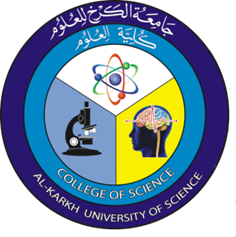 جامعة الكرخ للعلوم
كلية العلوم
COLLEGE OF SCIENCE
AL-KARKH UNIVERSITY OF SCIENCE